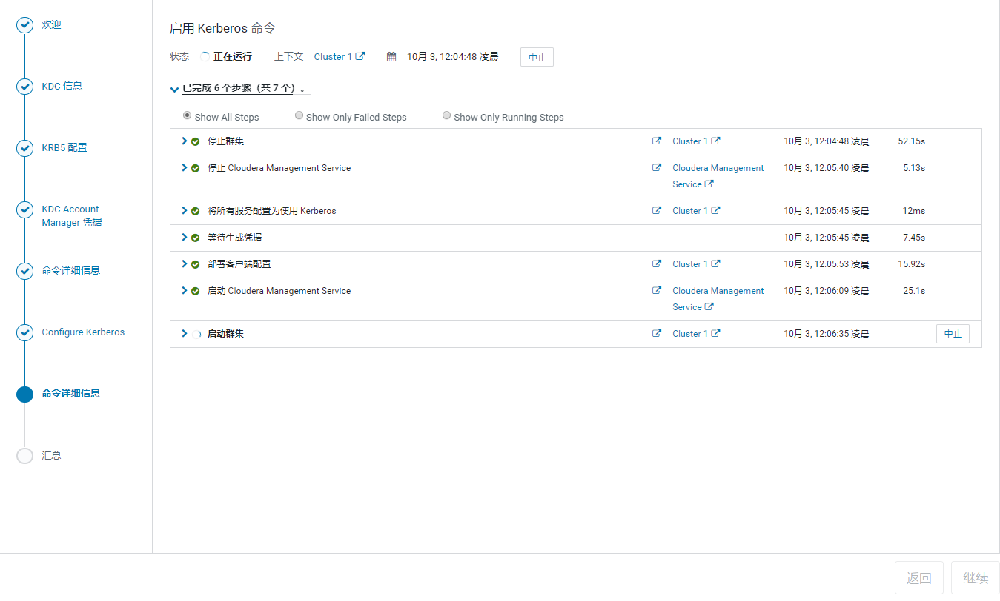 欢迎
KDC 信息
KRB5 配置
KDC Account
Manager 凭据
命令详细信息
Configure Kerberos
命令详细信息
汇总
启用 Kerberos 命令
状态 正在运行 上下文 Cluster 1 10月 3, 12:04:48 凌晨 中止
已完成 6 个步骤（共 7 个）。
Show All Steps Show Only Failed Steps Show Only Running Steps
停止群集 Cluster 1 10月 3, 12:04:48 凌晨 52.15s
停止 Cloudera Management Service Cloudera Management 10月 3, 12:05:40 凌晨 5.13s
Service
将所有服务配置为使用 Kerberos Cluster 1 10月 3, 12:05:45 凌晨 12ms
等待生成凭据 10月 3, 12:05:45 凌晨 7.45s
部署客户端配置 Cluster 1 10月 3, 12:05:53 凌晨 15.92s
启动 Cloudera Management Service Cloudera Management 10月 3, 12:06:09 凌晨 25.1s
Service
启动群集 Cluster 1 10月 3, 12:06:35 凌晨 中止
返回 继续